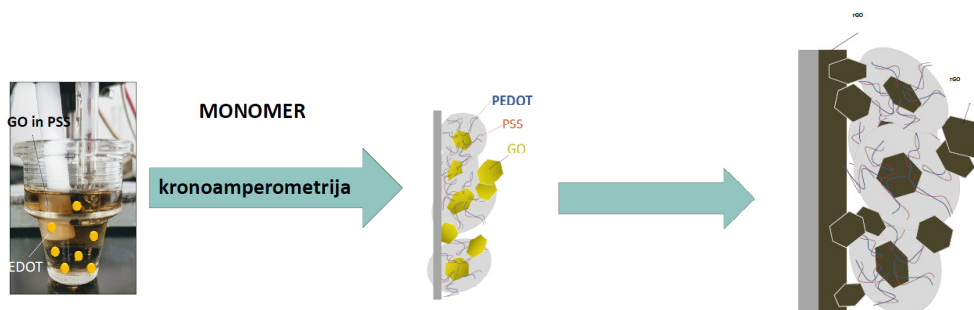 GO in PSS
EDOT
MONOMER
kronoamperometrija
PEDOT
PSS
GO
rGO
rGO